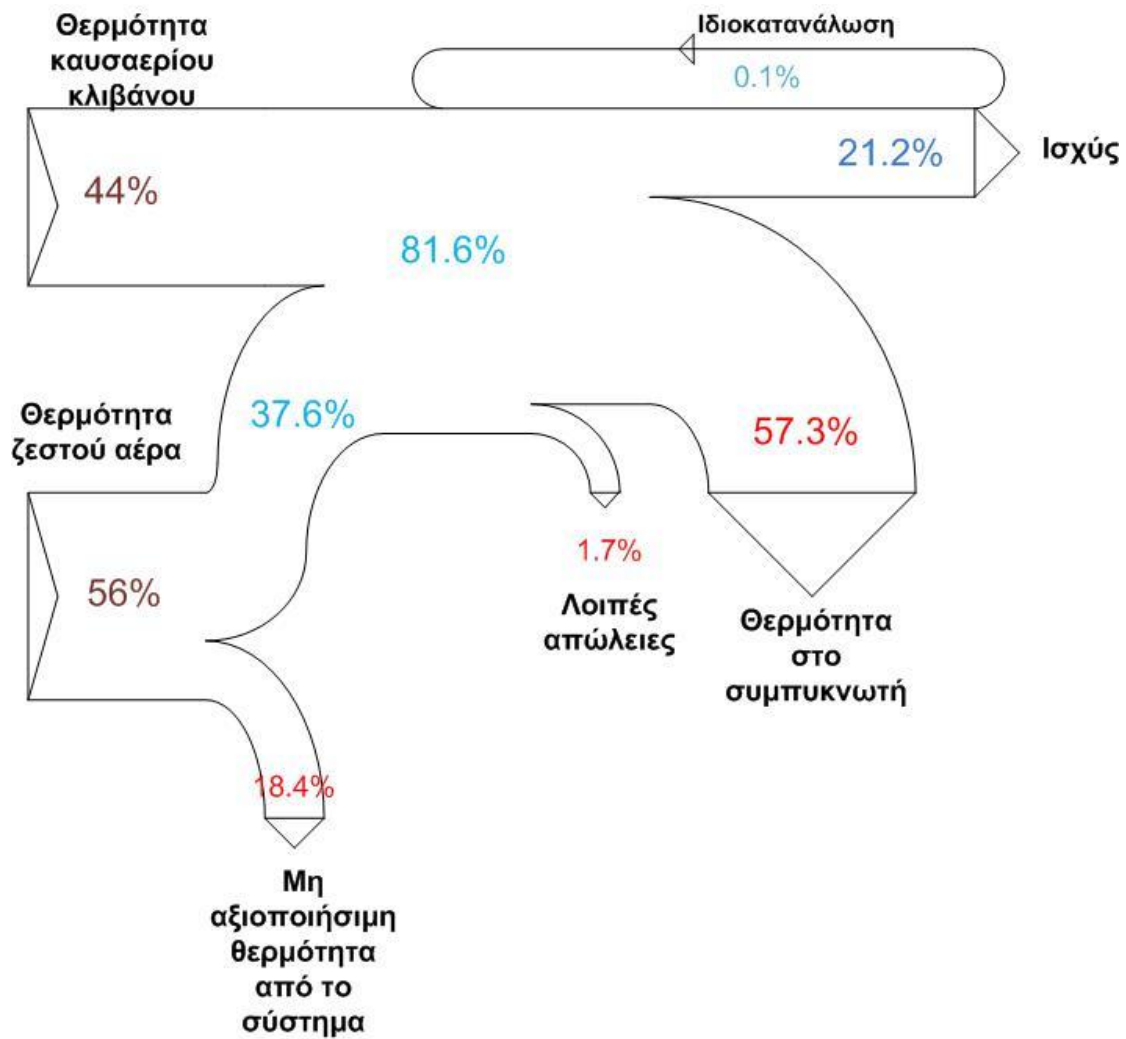 Θερμότητα
καυσαερίου
κλιβάνου
Ιδιοκατανάλωση
0.1%
21.2%
Ισχύς
44%
81.6%
Θερμότητα
ζεστού αέρα
37.6%
57.3%
56%
1.7%
Λοιπές
απώλειες
Θερμότητα
στο
συμπυκνωτή
18.4%
Μη
αξιοποιήσιμη
θερμότητα
από το
σύστημα